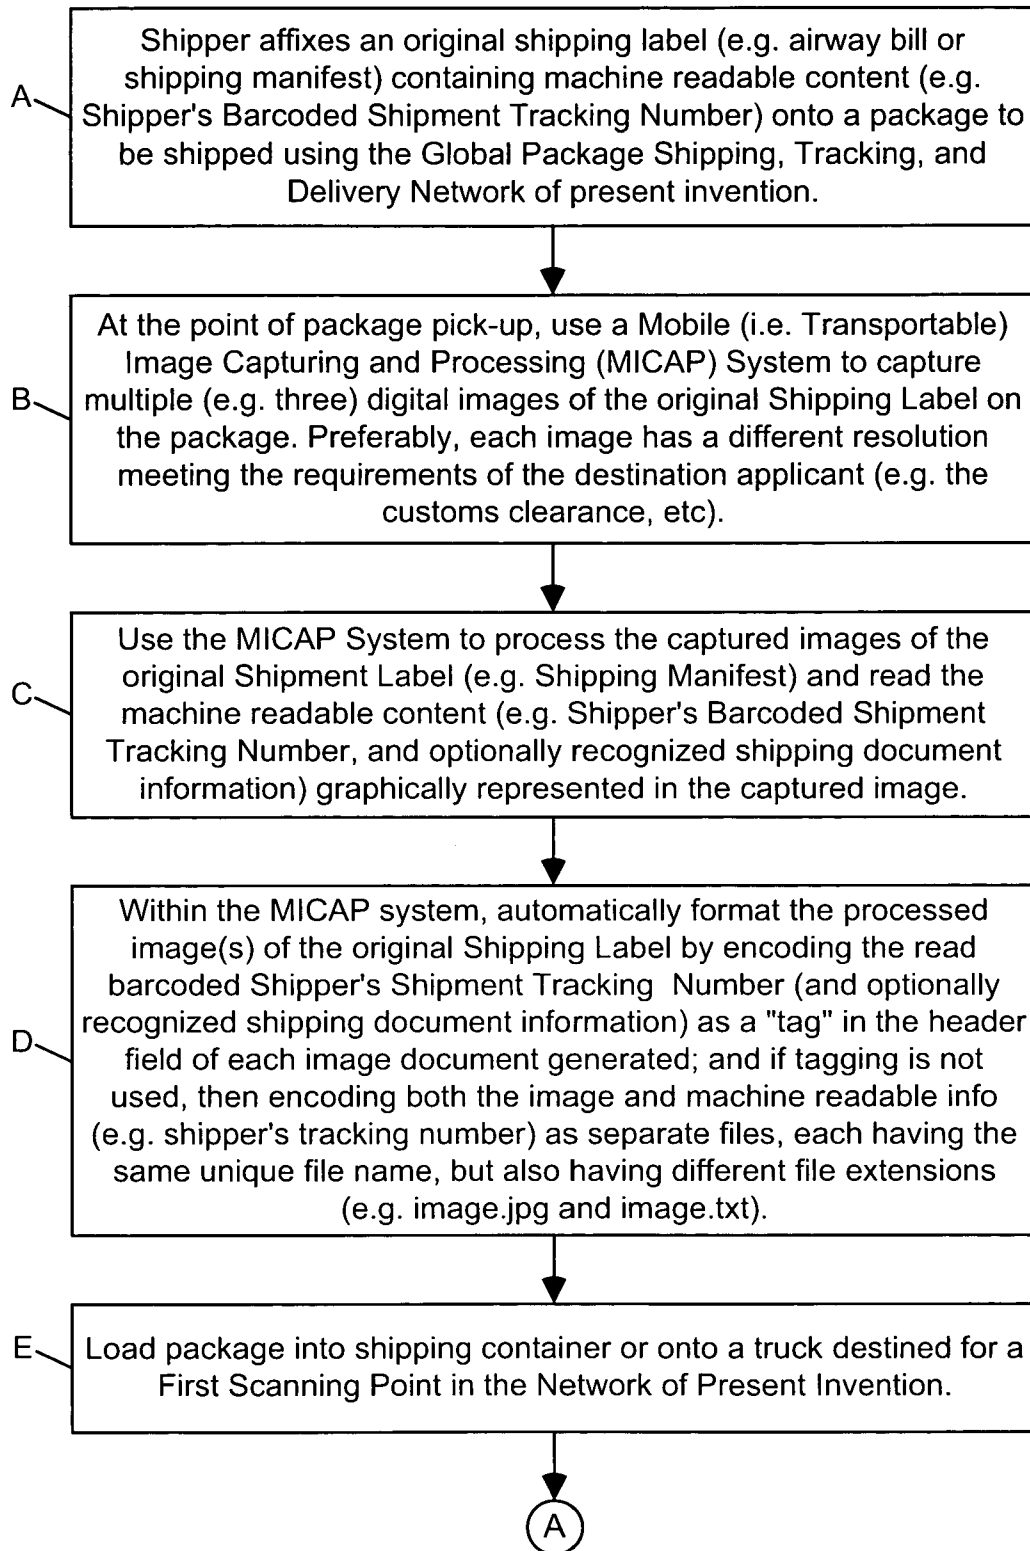 Shipper affixes an original shipping label (e.g. airway bill or
shipping manifest) containing machine readable content (e.g.
A
Shipper's Barcoded Shipment Tracking Number) onto a package to
be shipped using the Global Package Shipping, Tracking, and
Delivery Network of present invention.
At the point of package pick-up, use a Mobile (i.e. Transportable)
Image Capturing and Processing (MICAP) System to capture
B
multiple (e.g. three) digital images of the original Shipping Label on
the package. Preferably, each image has a different resolution
meeting the requirements of the destination applicant (e.g. the
customs clearance, etc).
Use the MICAP System to process the captured images of the
original Shipment Label (e.g. Shipping Manifest) and read the
C
machine readable content (e.g. Shipper's Barcoded Shipment
Tracking Number, and optionally recognized shipping document
information) graphically represented in the captured image.
Within the MICAP system, automatically format the processed
image(s) of the original Shipping Label by encoding the read
barcoded Shipper's Shipment Tracking Number (and optionally
recognized shipping document information) as a "tag" in the header
D
field of each image document generated; and if tagging is not
used, then encoding both the image and machine readable info
(e.g. shipper's tracking number) as separate files, each having the
same unique file name, but also having different file extensions
(e.g. image.jpg and image.txt).
E
Load package into shipping container or onto a truck destined for a
First Scanning Point in the Network of Present Invention.
A